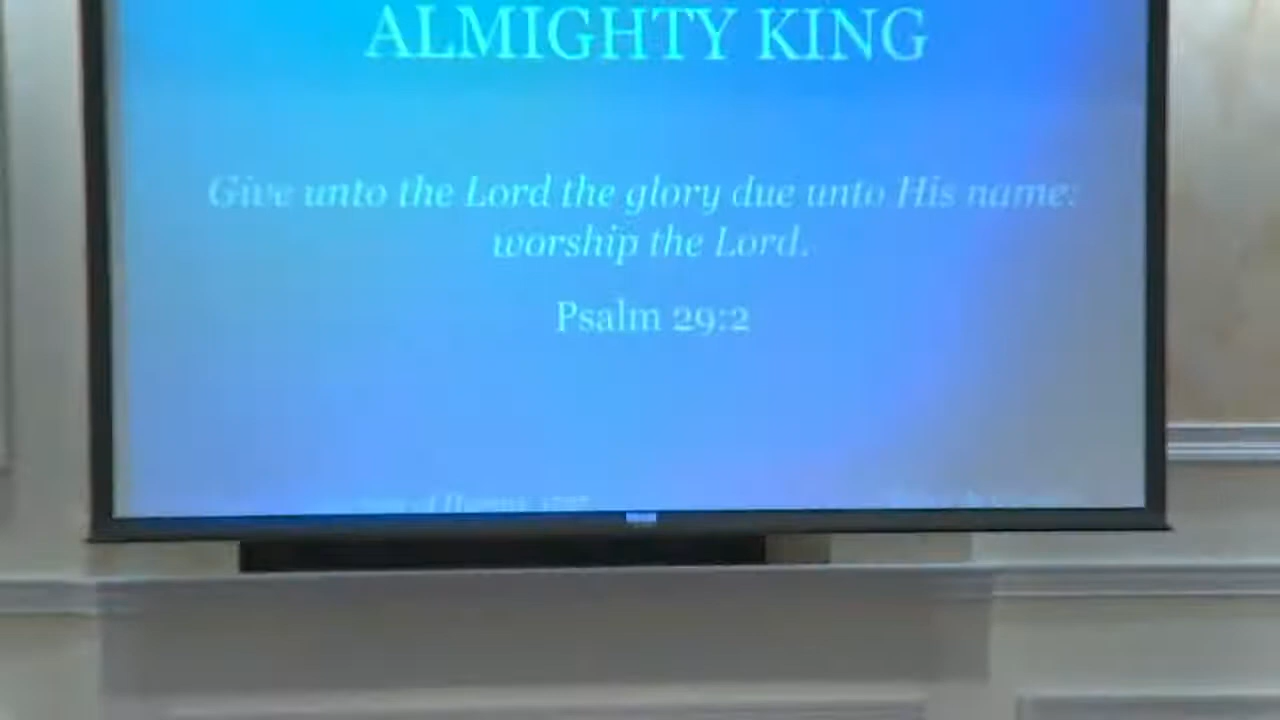 ALMIGHTY KING
Give unto the Lord the glory due unto His name:
worship the Lord.
Psalm 29:2